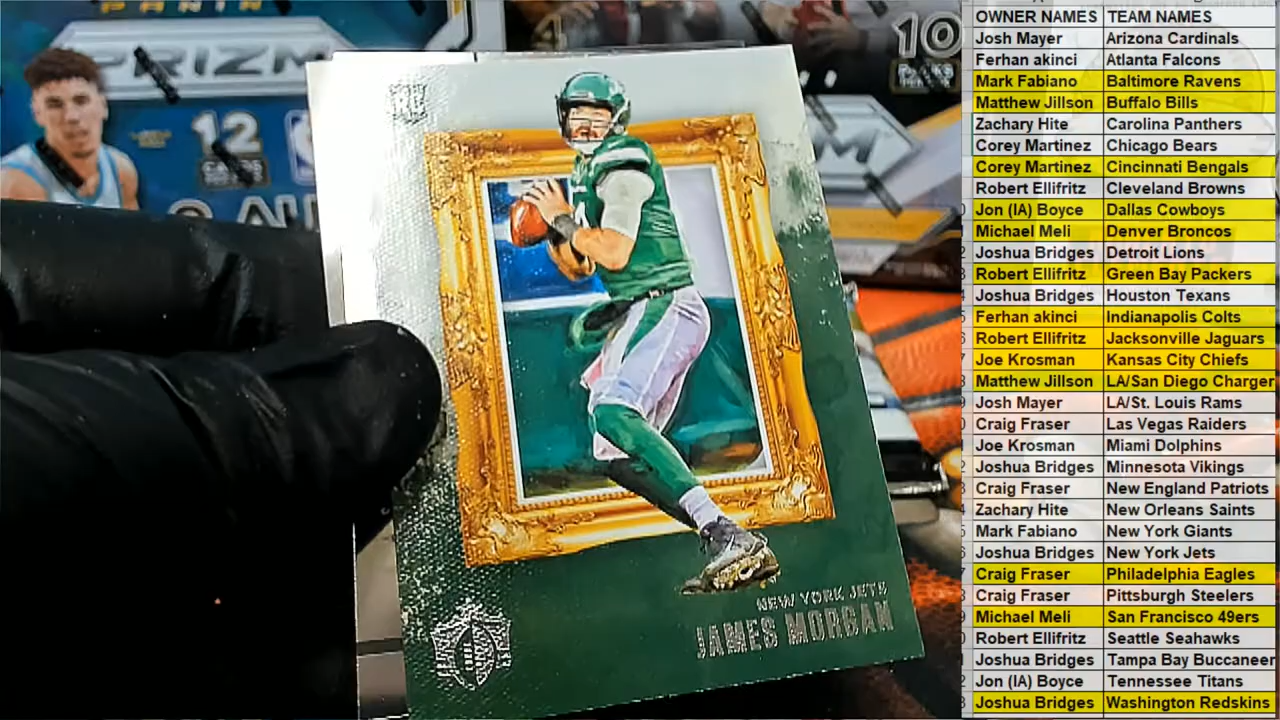 PANINI
PRIZM
12
CARDS
10
RC
NEW YORK JETS
JAMES MORGAN
OWNER NAMES TEAM NAMES
Josh Mayer Arizona Cardinals
Ferhan akinci Atlanta Falcons
Mark Fabiano Baltimore Ravens
Matthew Jillson Buffalo Bills
Zachary Hite Carolina Panthers
Corey Martinez Chicago Bears
Corey Martinez Cincinnati Bengals
Robert Ellifritz Cleveland Browns
Jon (IA) Boyce Dallas Cowboys
Michael Meli Denver Broncos
Joshua Bridges Detroit Lions
Robert Ellifritz Green Bay Packers
Joshua Bridges Houston Texans
Ferhan akinci Indianapolis Colts
Robert Ellifritz Jacksonville Jaguars
Joe Krosman Kansas City Chiefs
Matthew Jillson LA/San Diego Charger
Josh Mayer LA/St. Louis Rams
Craig Fraser Las Vegas Raiders
Joe Krosman Miami Dolphins
Joshua Bridges Minnesota Vikings
Craig Fraser New England Patriots
Zachary Hite New Orleans Saints
Mark Fabiano New York Giants
Joshua Bridges New York Jets
Craig Fraser Philadelphia Eagles
Craig Fraser Pittsburgh Steelers
Michael Meli San Francisco 49ers
Robert Ellifritz Seattle Seahawks
Joshua Bridges Tampa Bay Buccaneer
Jon (IA) Boyce Tennessee Titans
Joshua Bridges Washington Redskins